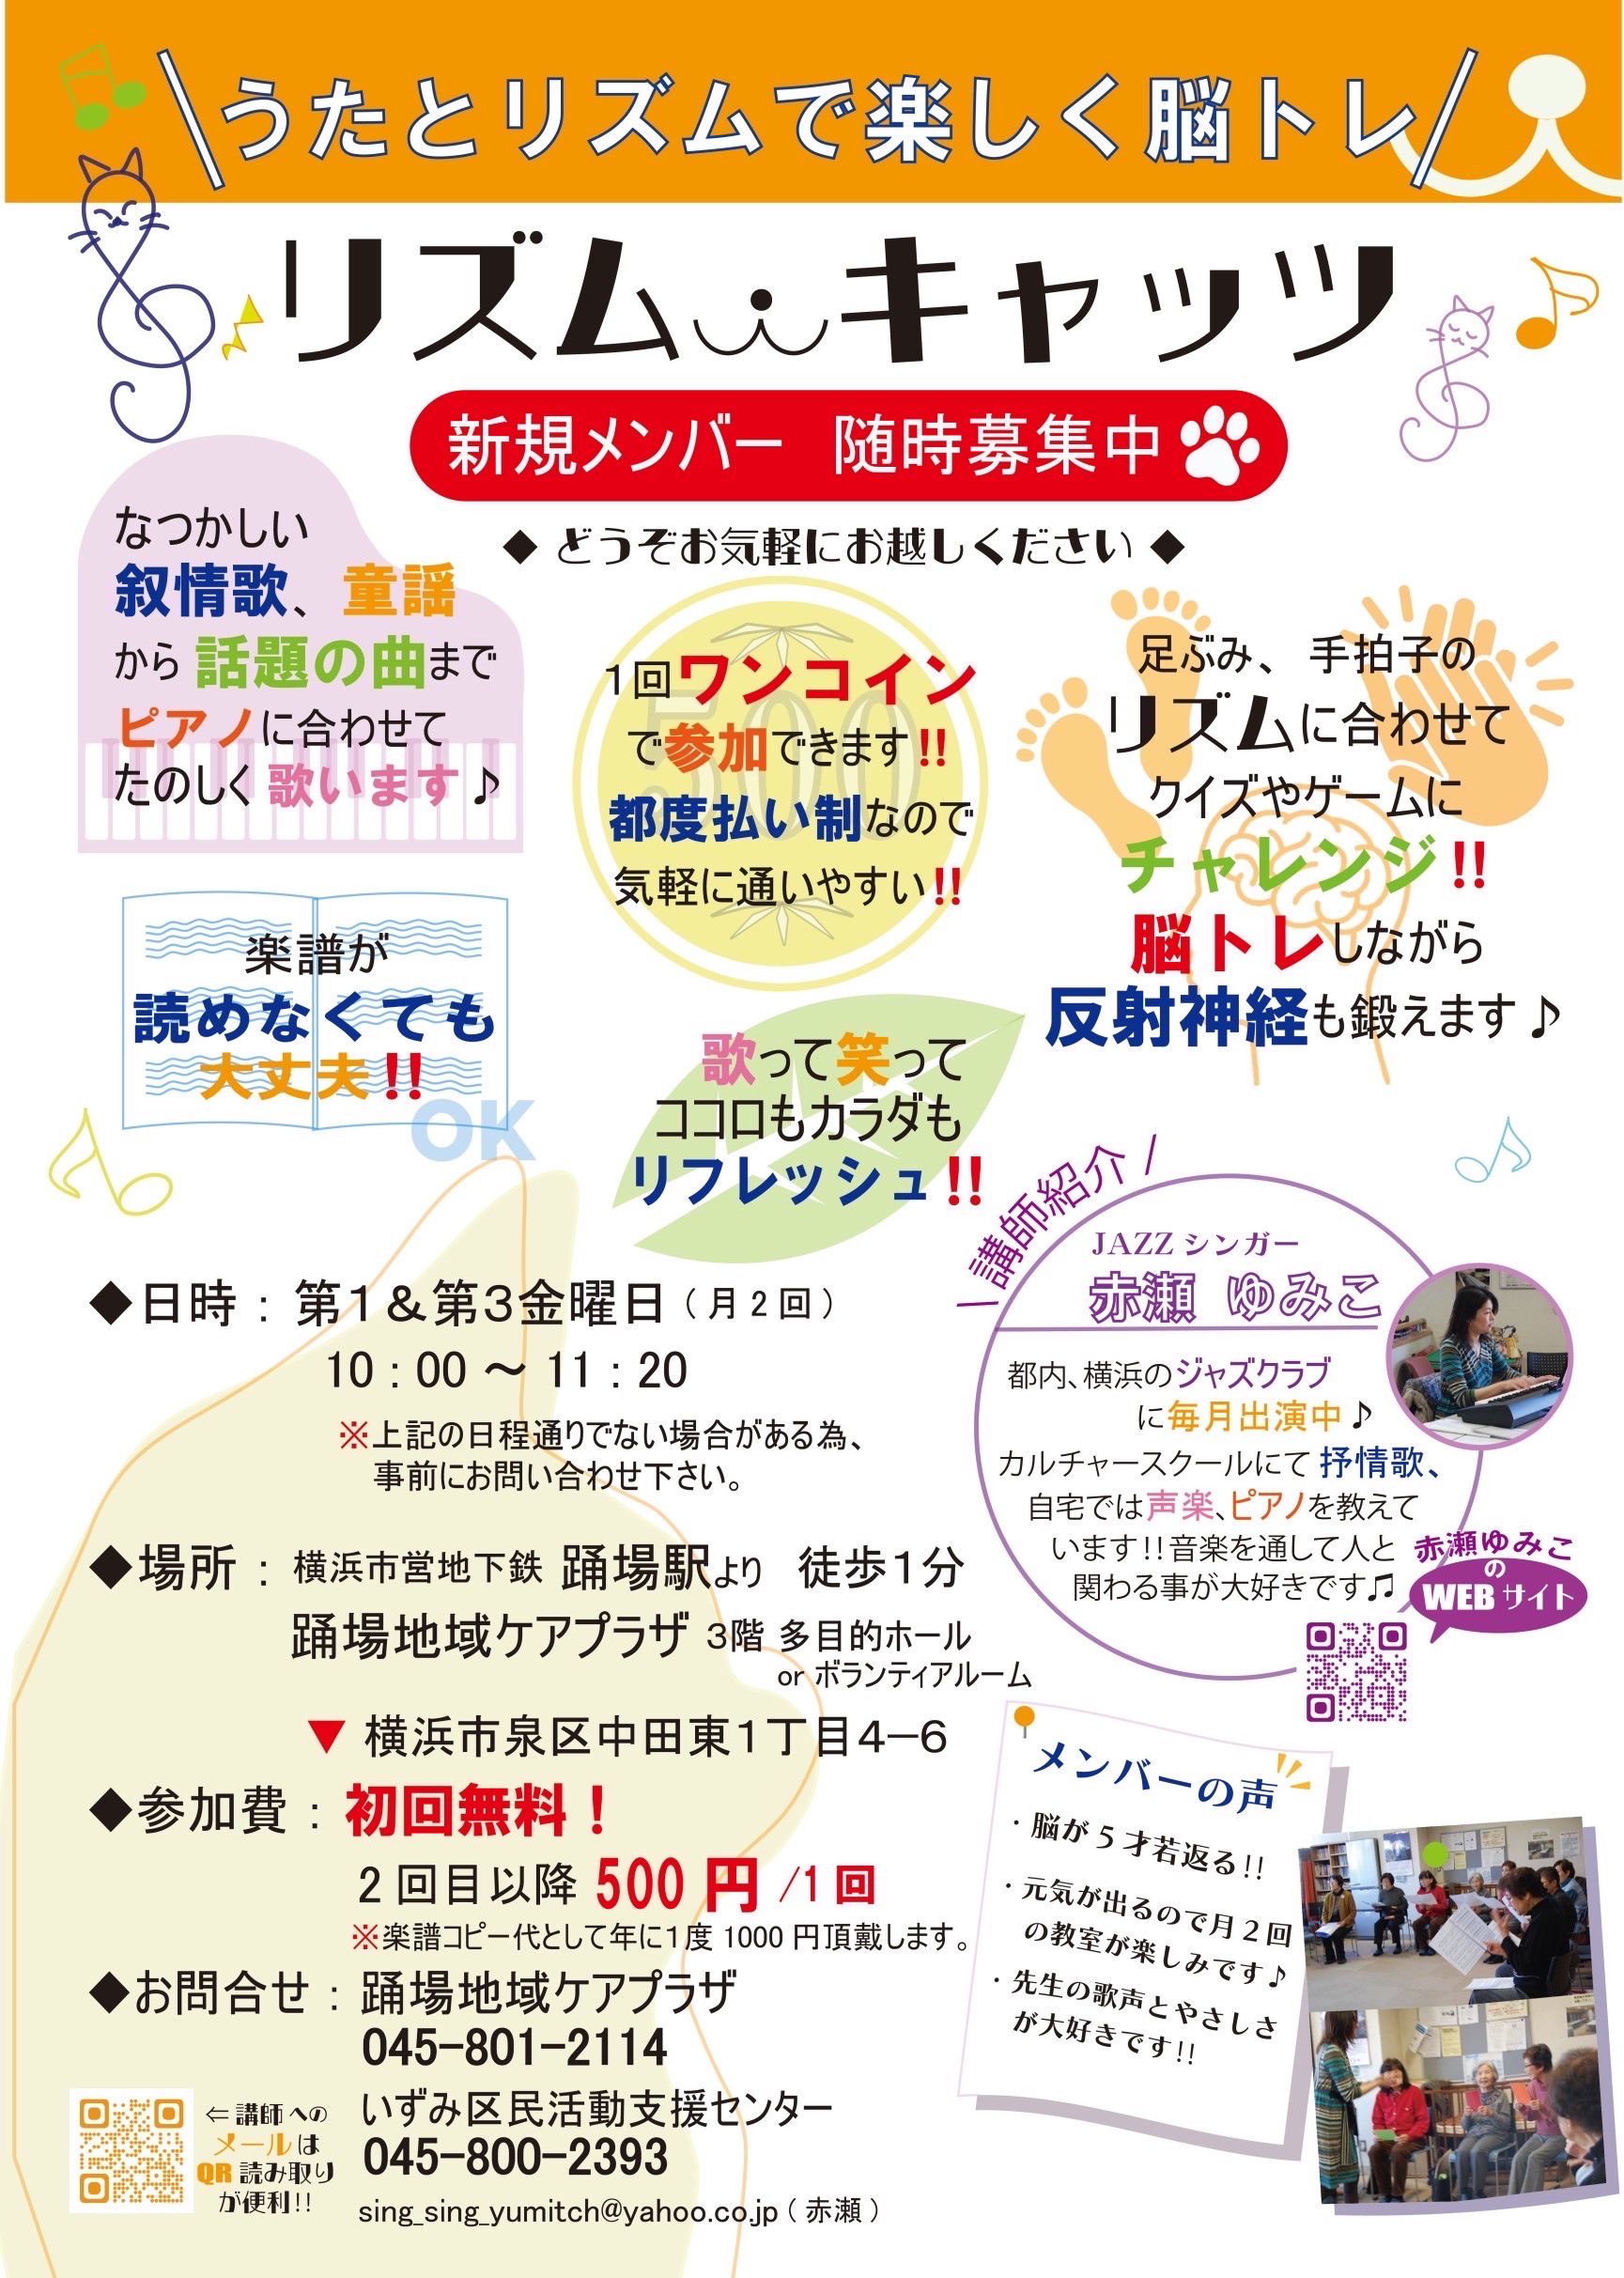 うたとリズムで楽しく脳トレ
リズム キャッツ
新規メンバー 随時募集中
◆ どうぞお気軽にお越しください ◆
なつかしい
叙情歌、童謡
から 話題の曲まで
ピアノに合わせて
たのしく 歌います♪
500
1回ワンコイン
で参加できます!!
都度払い制なので
気軽に通いやすい!!
足ぶみ、手拍子の
リズムに合わせて
クイズやゲームに
チャレンジ!!
脳トレしながら
反射神経も鍛えます♪
楽譜が
読めなくても
大丈夫!!
OK
歌って笑って
ココロもカラダも
リフレッシュ!!
講師紹介
JAZZ シンガー
赤瀬 ゆみこ
都内、横浜のジャズクラブ
に毎月出演中♪
カルチャースクールにて 抒情歌、
自宅では声楽、ピアノを教えて
います!!音楽を通して人と
関わる事が大好きです♫
赤瀬ゆみこ
の
WEB サイト
◆日時：第１＆第３金曜日（月２回）
10：00 ～ 11：20
※上記の日程通りでない場合がある為、
事前にお問い合わせ下さい。
◆場所：横浜市営地下鉄 踊場駅より 徒歩１分
踊場地域ケアプラザ 3階 多目的ホール
or ボランティアルーム
▼ 横浜市泉区中田東１丁目４−６
◆参加費：初回無料！
２回目以降 500 円 /1 回
※楽譜コピー代として年に１度 1000 円頂戴します。
◆お問合せ：踊場地域ケアプラザ
045−801−2114
いずみ区民活動支援センター
045−800−2393
sing_sing_yumitch@yahoo.co.jp（赤瀬）
⇐ 講師への
メールは
QR 読み取り
が便利!!
メンバーの声
・脳が５才若返る!!
・元気が出るので月２回
の教室が楽しみです♪
・先生の歌声とやさしさ
が大好きです!!